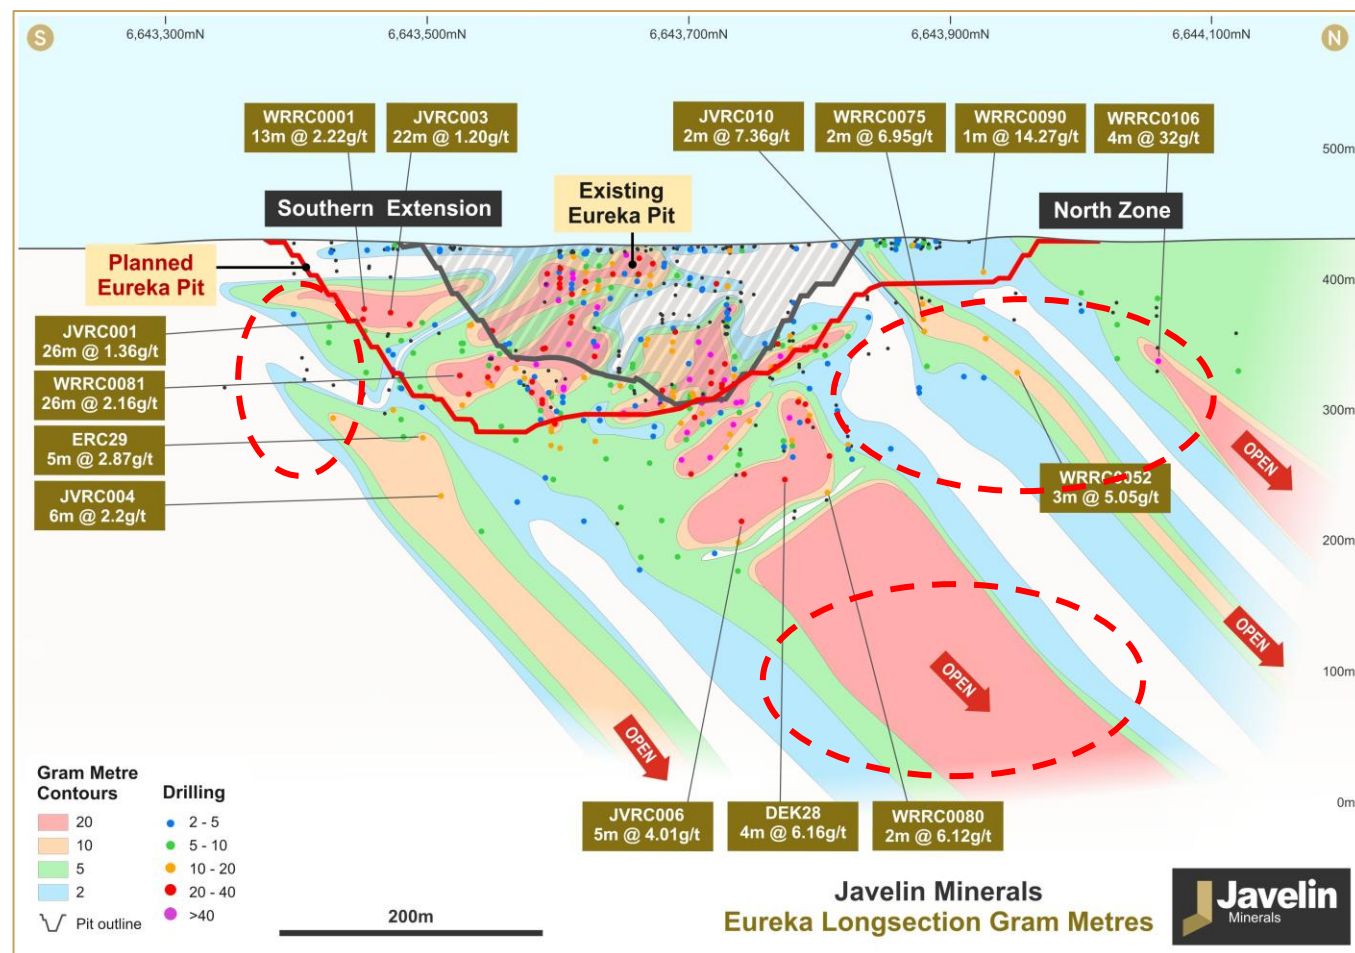 S
6,643,300mN
6,643,500mN
6,643,700mN
6,643,900mN
6,644,100mN
N
WRRC0001
13m @ 2.22g/t
JVRC003
22m @ 1.20g/t
JVRC010
2m @ 7.36g/t
WRRC0075
2m @ 6.95g/t
WRRC0090
1m @ 14.27g/t
WRRC0106
4m @ 32g/t
500m
Southern Extension
Existing
Eureka Pit
North Zone
Planned
Eureka Pit
400m
JVRC001
26m @ 1.36g/t
WRRC0081
26m @ 2.16g/t
300m
ERC29
5m @ 2.87g/t
JVRC004
6m @ 2.2g/t
WRRC0052
3m @ 5.05g/t
OPEN
200m
OPEN
100m
OPEN
OPEN
0m
JVRC006
5m @ 4.01g/t
DEK28
4m @ 6.16g/t
WRRC0080
2m @ 6.12g/t
Gram Metre
Contours
20
10
5
2
Pit outline
Drilling
2 - 5
5 - 10
10 - 20
20 - 40
>40
200m
Javelin Minerals
Eureka Longsection Gram Metres
Javelin
Minerals